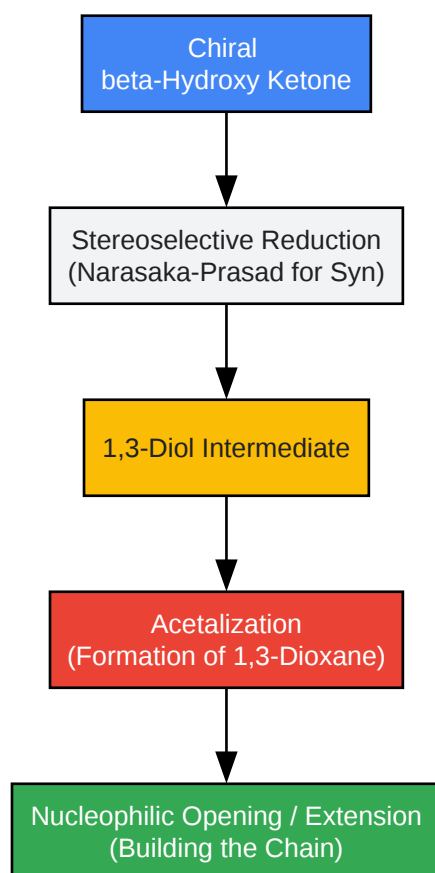 Chiral
beta-Hydroxy Ketone
Stereoselective Reduction
(Narasaka-Prasad for Syn)
1,3-Diol Intermediate
Acetalization
(Formation of 1,3-Dioxane)
Nucleophilic Opening / Extension
(Building the Chain)